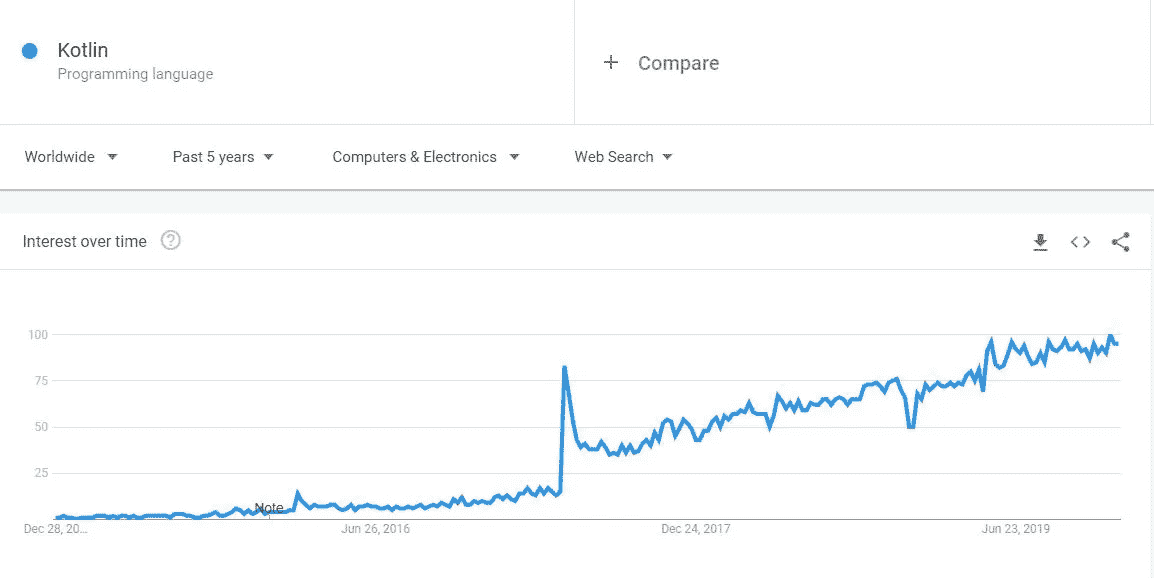 Kotlin
Programming language
+ Compare
Worldwide Past 5 years Computers & Electronics Web Search
Interest over time ?
100
75
50
25
Note
Dec 28, 20... Jun 26, 2016 Dec 24, 2017 Jun 23, 2019